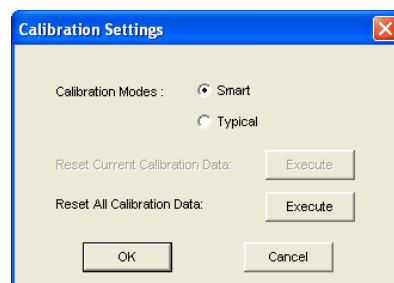 Calibration Settings
Calibration Modes : Smart
Typical
Reset Current Calibration Data: Execute
Reset All Calibration Data: Execute
OK Cancel